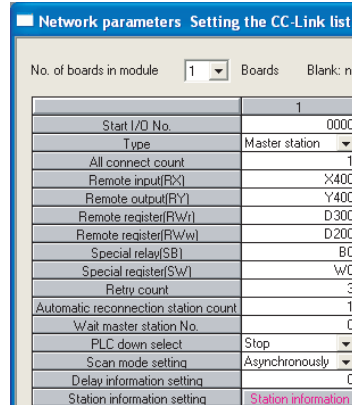 Network parameters Setting the CC-Link list
No. of boards in module 1 Boards Blank: n
1
Start I/O No. 0000
Type Master station
All connect count 1
Remote input(RX) X400
Remote output(RY) Y400
Remote register(RWr) D300
Remote register(RWw) D200
Special relay(SB) B0
Special register(SW) W0
Retry count 3
Automatic reconnection station count 1
Wait master station No. 0
PLC down select Stop
Scan mode setting Asynchronously
Delay information setting 0
Station information setting Station information